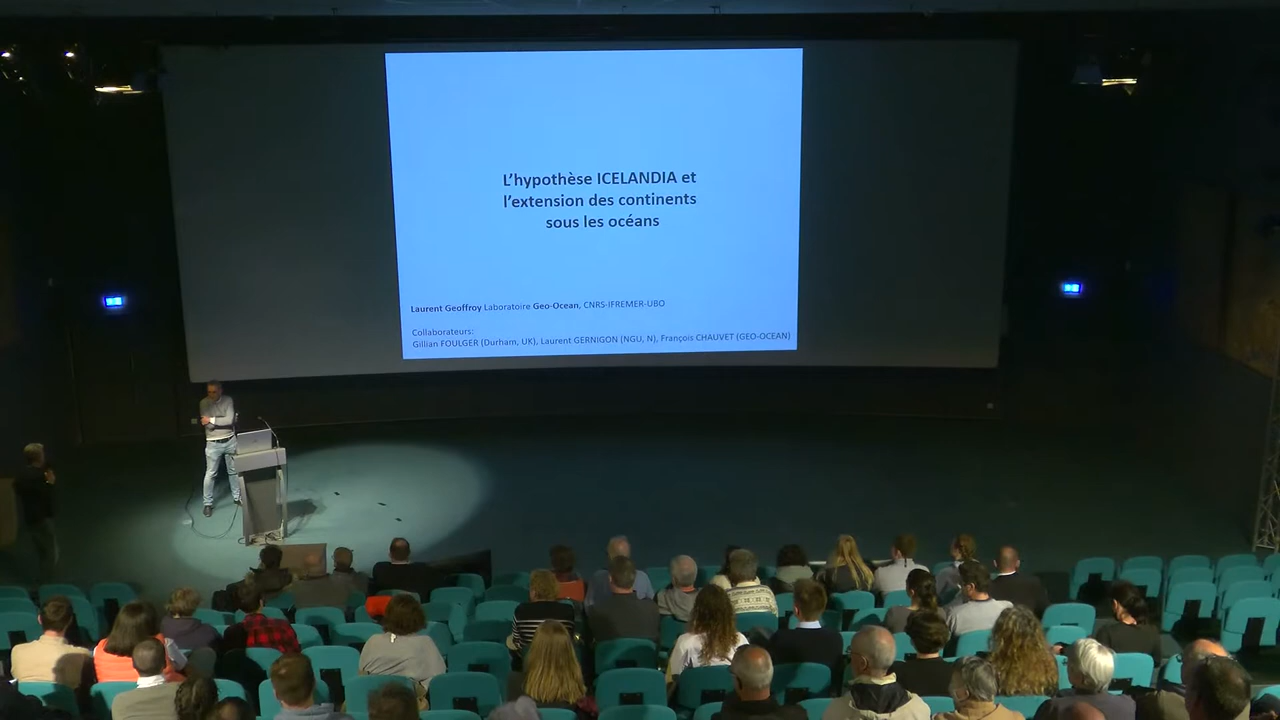 L'hypothèse ICELANDIA et
l'extension des continents
sous les océans
Laurent Geoffroy Laboratoire Geo-Ocean, CNRS-IFREMER-UBO
Collaborateurs:
Gillian FOULGER (Durham, UK), Laurent GERNIGON (NGU, N), François CHAUVET (GEO-OCEAN)